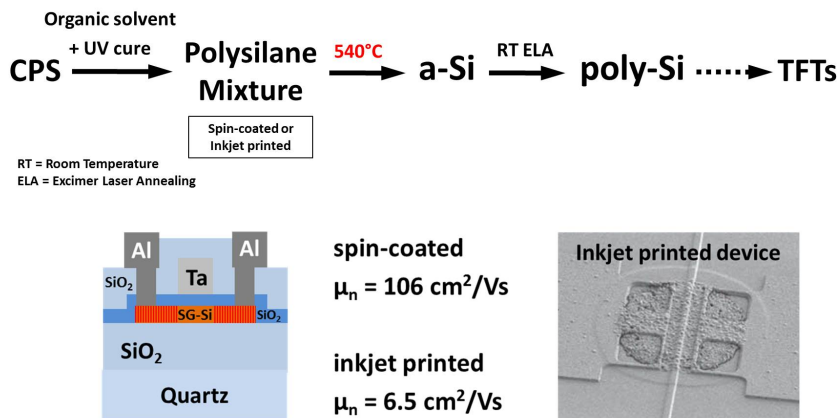 Organic solvent
+ UV cure
CPS
Polysilane
Mixture
540°C
a-Si
RT ELA
poly-Si
TFTs
Spin-coated or
Inkjet printed
RT = Room Temperature
ELA = Excimer Laser Annealing
Al
Al
Ta
SiO₂
SG-Si
SiO₂
SiO₂
Quartz
spin-coated
μₙ = 106 cm²/Vs
inkjet printed
μₙ = 6.5 cm²/Vs
Inkjet printed device